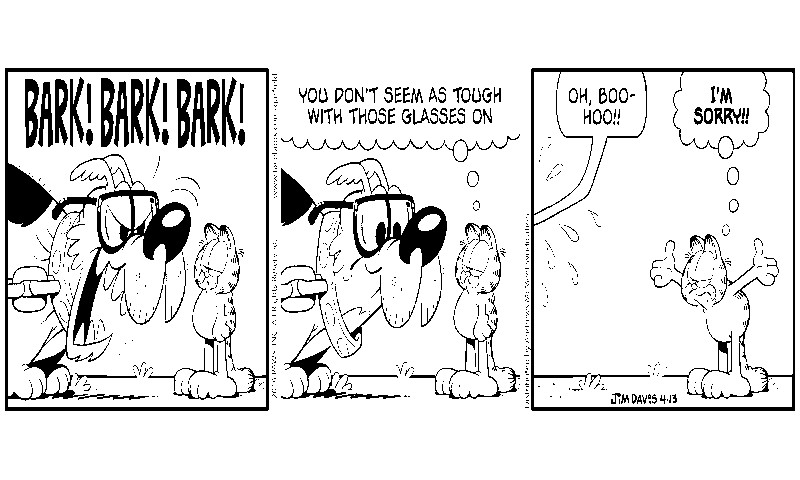 BARK! BARK! BARK!
YOU DON'T SEEM AS TOUGH
WITH THOSE GLASSES ON
OH, BOO-
HOO!!
I'M
SORRY!!
JIM DAVIS 4-13